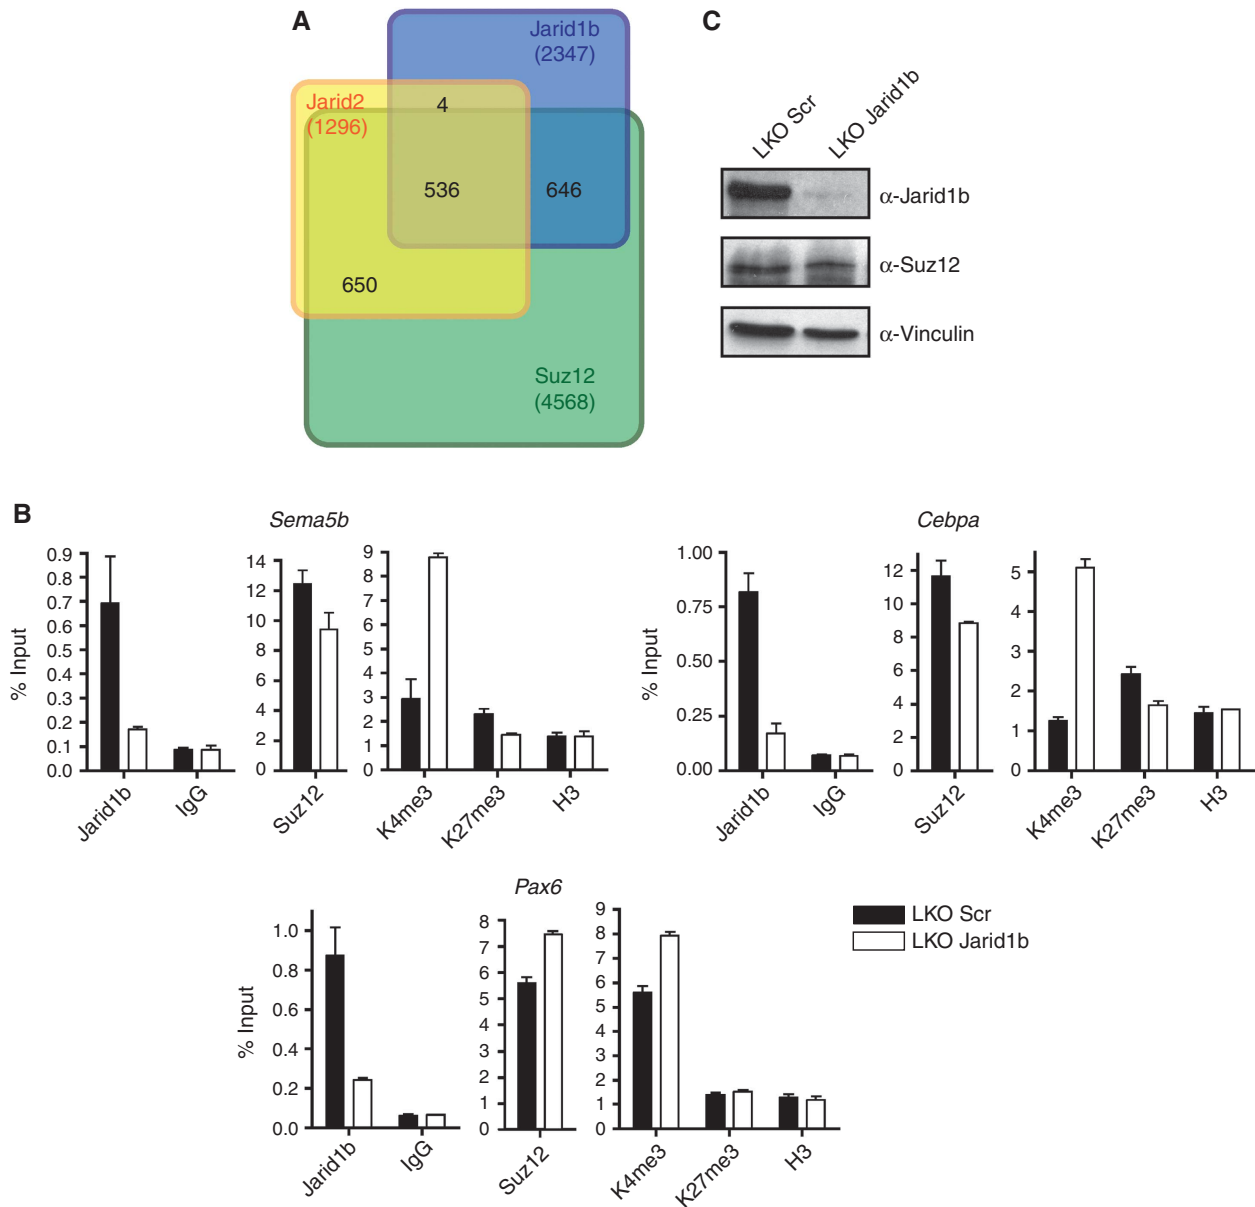 A
Jarid1b
(2347)
Jarid2
(1296)
4
536
646
650
Suz12
(4568)
C
LKO Scr
LKO Jarid1b
α-Jarid1b
α-Suz12
α-Vinculin
B
Sema5b
% Input
0.9
0.8
0.7
0.6
0.5
0.4
0.3
0.2
0.1
0.0
Jarid1b
IgG
14
12
10
8
6
4
2
0
Suz12
9
8
7
6
5
4
3
2
1
0
K4me3
K27me3
H3
Cebpa
% Input
1.00
0.75
0.50
0.25
0.00
Jarid1b
IgG
12
10
8
6
4
2
0
Suz12
5
4
3
2
1
0
K4me3
K27me3
H3
Pax6
% Input
1.0
0.8
0.6
0.4
0.2
0.0
Jarid1b
IgG
8
7
6
5
4
3
2
1
0
Suz12
9
8
7
6
5
4
3
2
1
0
K4me3
K27me3
H3
LKO Scr
LKO Jarid1b